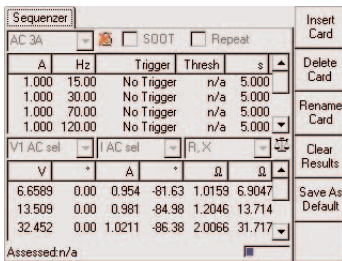 Sequenzer
AC 3A SOOT Repeat
A Hz Trigger Thresh s
1.000 15.00 No Trigger n/a 5.000
1.000 30.00 No Trigger n/a 5.000
1.000 70.00 No Trigger n/a 5.000
1.000 120.00 No Trigger n/a 5.000
V1 AC sel I AC sel R, X
V ° A ° Ω Ω
6.6589 0.00 0.954 -81.63 1.0159 6.9047
13.509 0.00 0.981 -84.98 1.2046 13.714
32.452 0.00 1.0211 -86.38 2.0066 31.717
Assessed:n/a
Insert
Card
Delete
Card
Rename
Card
Clear
Results
Save As
Default